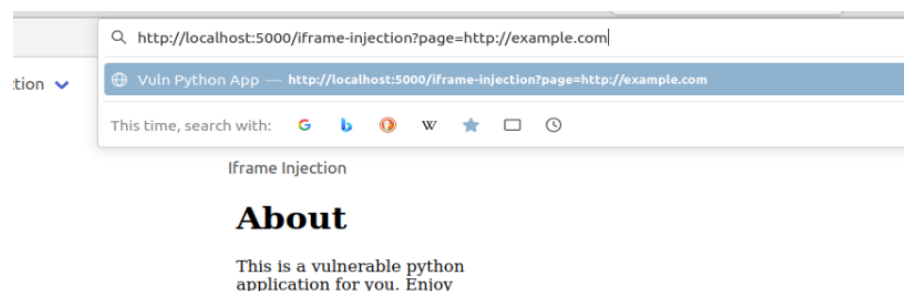 http://localhost:5000/iframe-injection?page=http://example.com
ction
Vuln Python App — http://localhost:5000/iframe-injection?page=http://example.com
This time, search with:
Iframe Injection
About
This is a vulnerable python
application for you. Enjoy